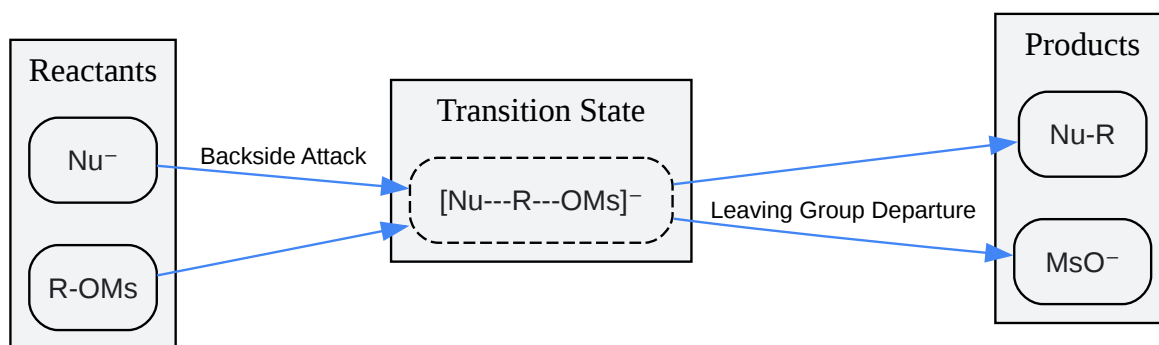 Reactants
Nu⁻
R-OMs
Backside Attack
Transition State
[Nu---R---OMs]⁻
Leaving Group Departure
Products
Nu-R
MsO⁻